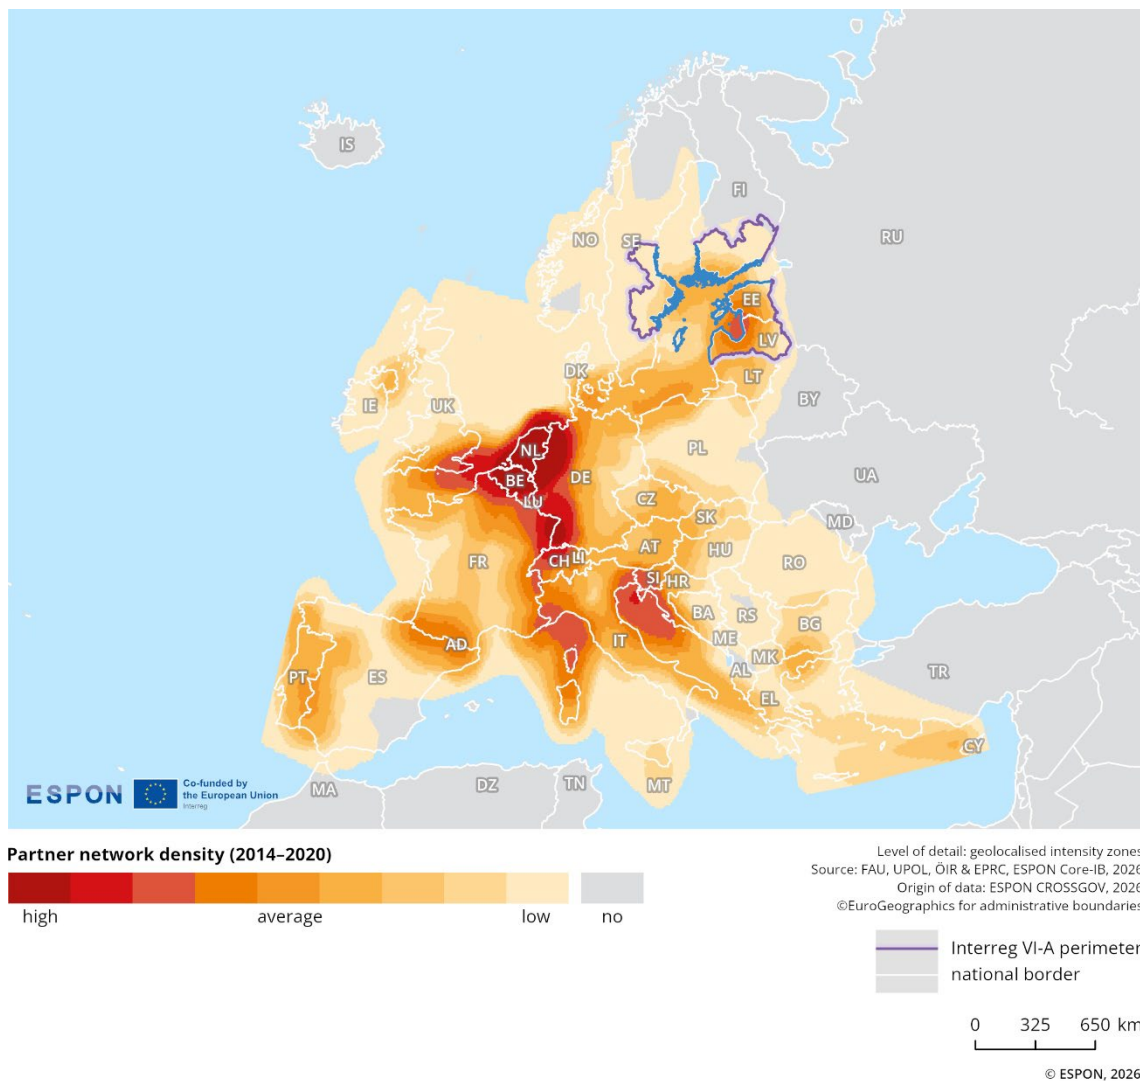 IS
FI
RU
NO
SE
EE
LV
DK
LT
IE
UK
BY
NL
PL
BE
DE
UA
LU
CZ
SK
MD
FR
CH
LI
AT
HU
RO
SI
HR
BA
RS
IT
ME
BG
AD
MK
AL
PT
ES
EL
TR
CY
MA
DZ
TN
MT
ESPON
Co-funded by
the European Union
Interreg
Partner network density (2014–2020)
high average low no
Level of detail: geolocalised intensity zones
Source: FAU, UPOL, ÖIR & EPRC, ESPON Core-IB, 2026
Origin of data: ESPON CROSSGOV, 2026
©EuroGeographics for administrative boundaries
Interreg VI-A perimeter
national border
0 325 650 km
© ESPON, 2026